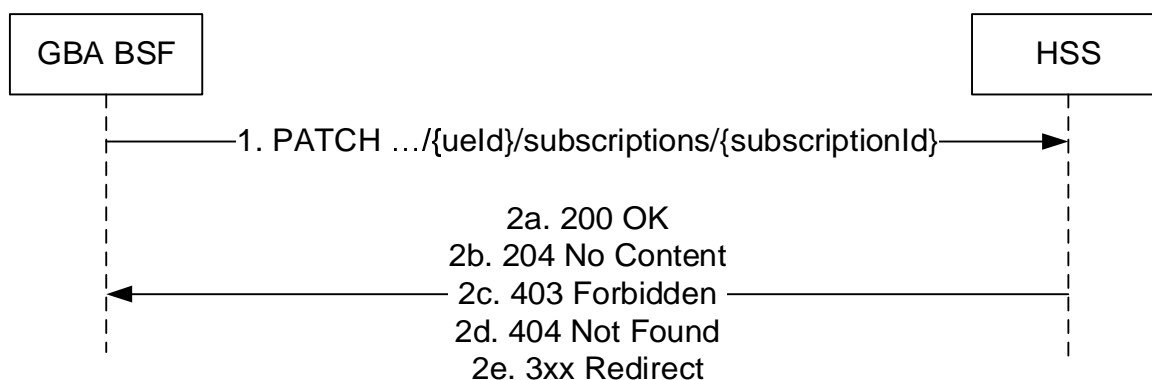 GBA BSF
HSS
1. PATCH …/{ueId}/subscriptions/{subscriptionId}
2a. 200 OK
2b. 204 No Content
2c. 403 Forbidden
2d. 404 Not Found
2e. 3xx Redirect